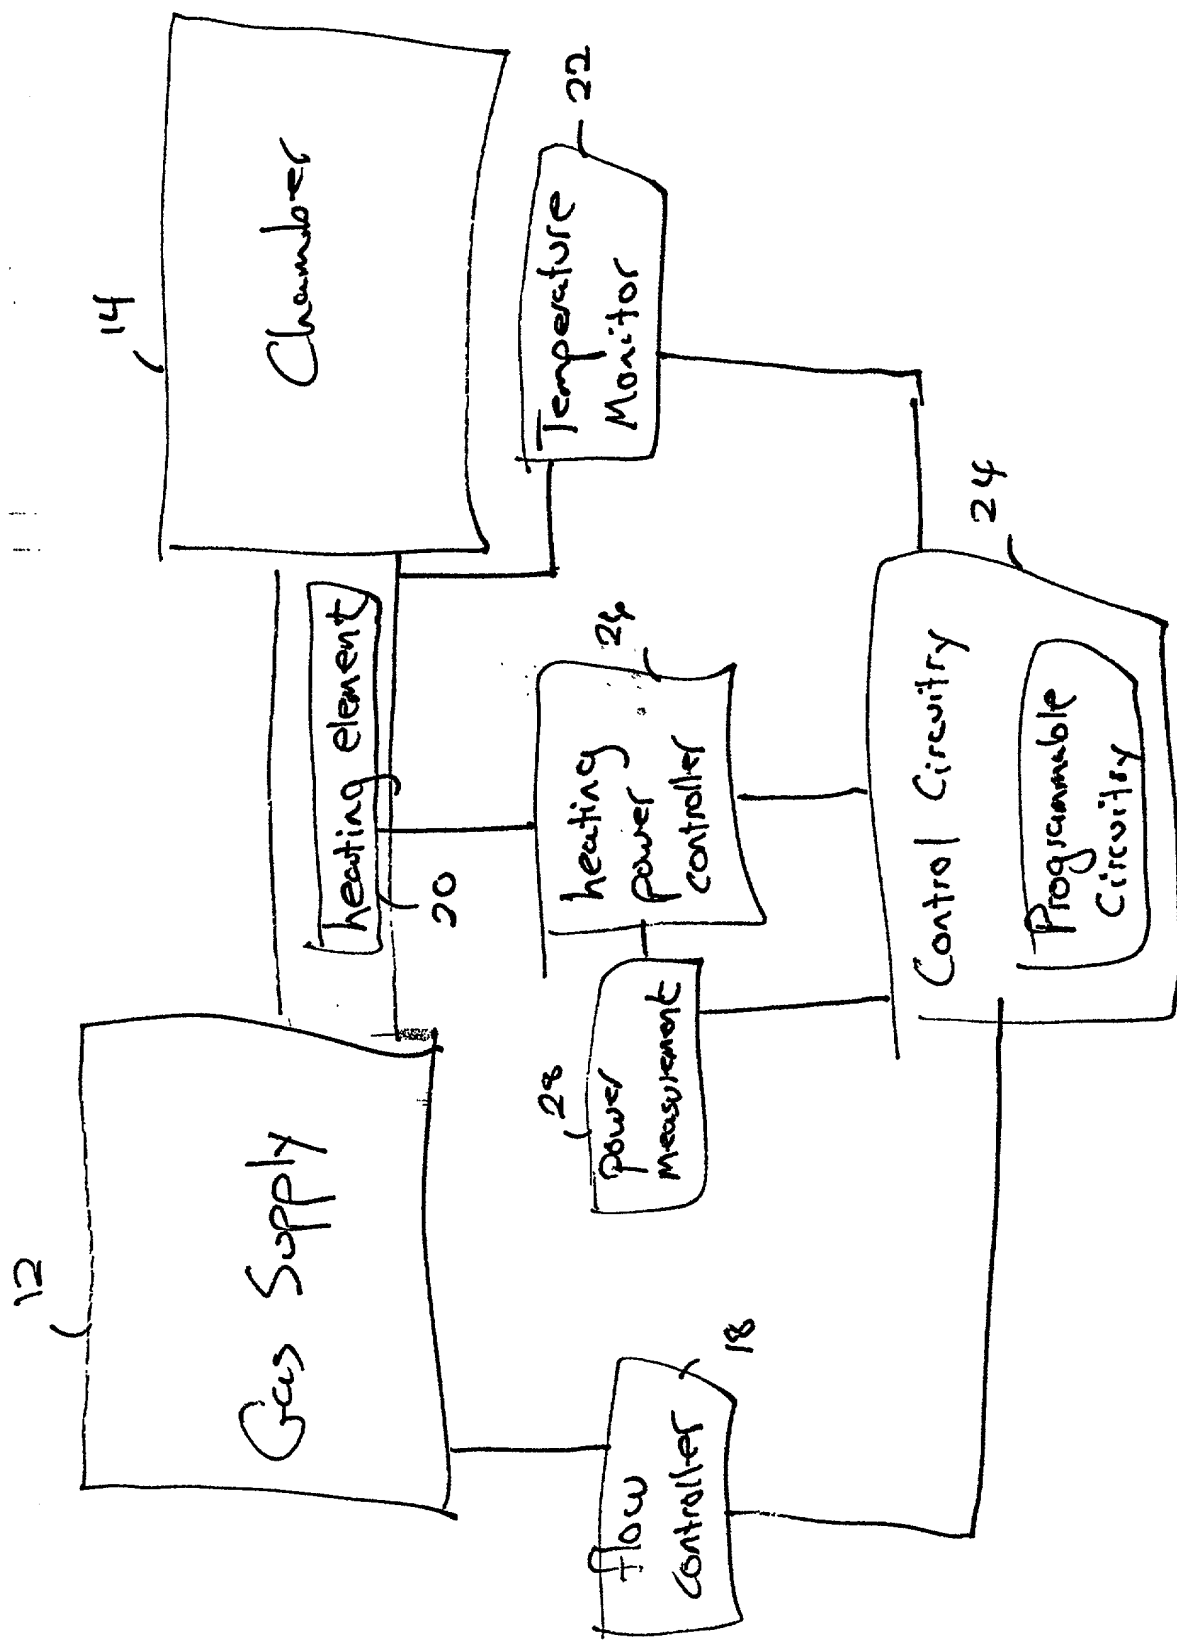 12
14
Gas Supply
Chamber
heating element
20
Temperature
Monitor
22
28
26
flow
controller
18
power
measurement
heating
power
controller
24
Control Circuitry
Programmable
Circuitry